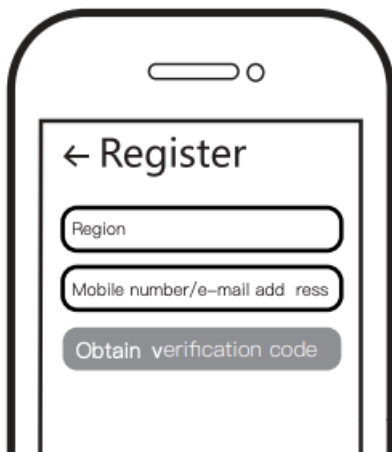 ← Register
Region
Mobile number/e-mail add ress
Obtain verification code